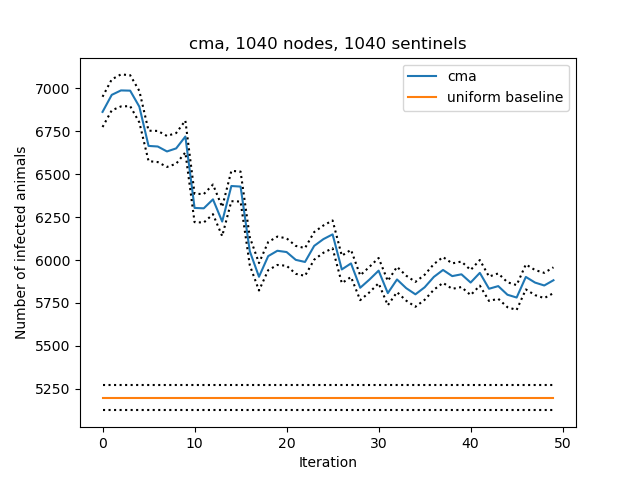 cma, 1040 nodes, 1040 sentinels
cma
uniform baseline
Number of infected animals
7000
6750
6500
6250
6000
5750
5500
5250
0 10 20 30 40 50
Iteration